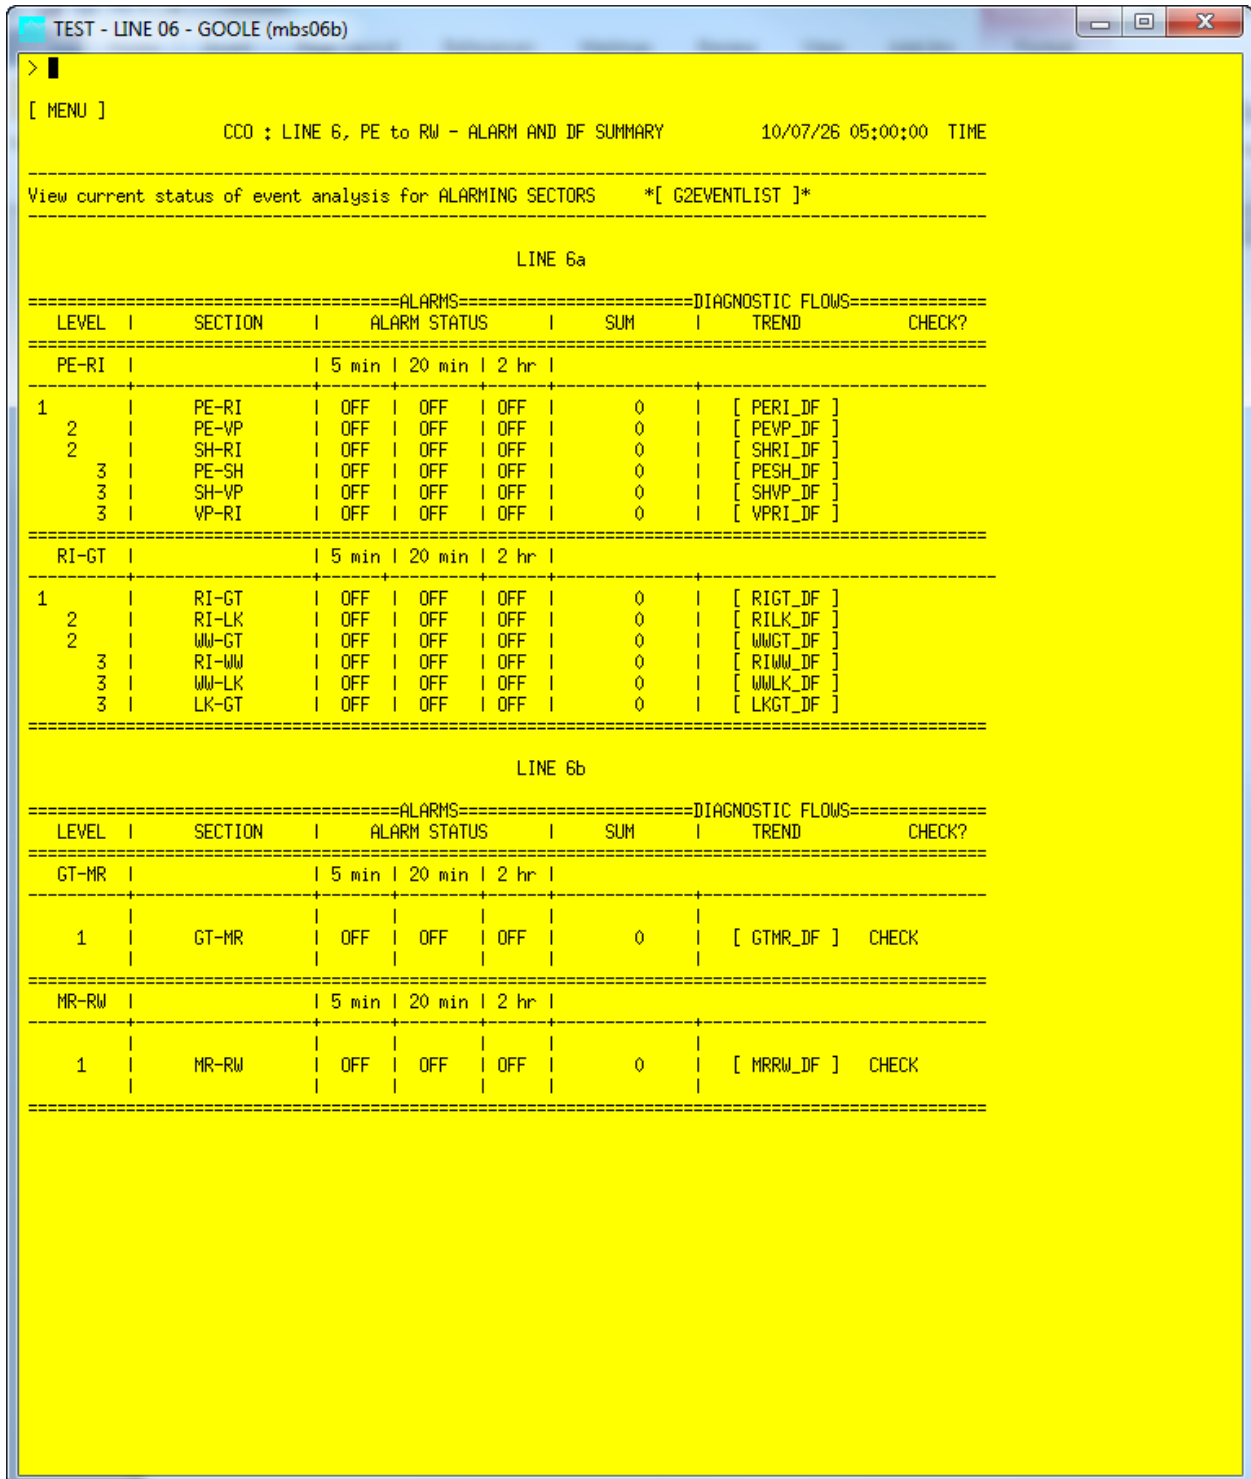 TEST - LINE 06 - GOOLE (mbs06b)
>
[ MENU ]
CCO : LINE 6, PE to RW - ALARM AND DF SUMMARY 10/07/26 05:00:00 TIME
View current status of event analysis for ALARMING SECTORS *[ G2EVENTLIST ]*
LINE 6a
======================================ALARMS========================DIAGNOSTIC FLOWS==============
LEVEL | SECTION | ALARM STATUS | SUM | TREND CHECK?
PE-RI | | 5 min | 20 min | 2 hr |
1 | PE-RI | OFF | OFF | OFF | 0 | [ PERI_DF ]
2 | PE-VP | OFF | OFF | OFF | 0 | [ PEVP_DF ]
2 | SH-RI | OFF | OFF | OFF | 0 | [ SHRI_DF ]
3 | PE-SH | OFF | OFF | OFF | 0 | [ PESH_DF ]
3 | SH-VP | OFF | OFF | OFF | 0 | [ SHVP_DF ]
3 | VP-RI | OFF | OFF | OFF | 0 | [ VPRI_DF ]
RI-GT | | 5 min | 20 min | 2 hr |
1 | RI-GT | OFF | OFF | OFF | 0 | [ RIGT_DF ]
2 | RI-LK | OFF | OFF | OFF | 0 | [ RILK_DF ]
2 | WW-GT | OFF | OFF | OFF | 0 | [ WWGT_DF ]
3 | RI-WW | OFF | OFF | OFF | 0 | [ RIWW_DF ]
3 | WW-LK | OFF | OFF | OFF | 0 | [ WWLK_DF ]
3 | LK-GT | OFF | OFF | OFF | 0 | [ LKGT_DF ]
LINE 6b
======================================ALARMS========================DIAGNOSTIC FLOWS==============
LEVEL | SECTION | ALARM STATUS | SUM | TREND CHECK?
GT-MR | | 5 min | 20 min | 2 hr |
1 | GT-MR | OFF | OFF | OFF | 0 | [ GTMR_DF ] CHECK
MR-RW | | 5 min | 20 min | 2 hr |
1 | MR-RW | OFF | OFF | OFF | 0 | [ MRRW_DF ] CHECK